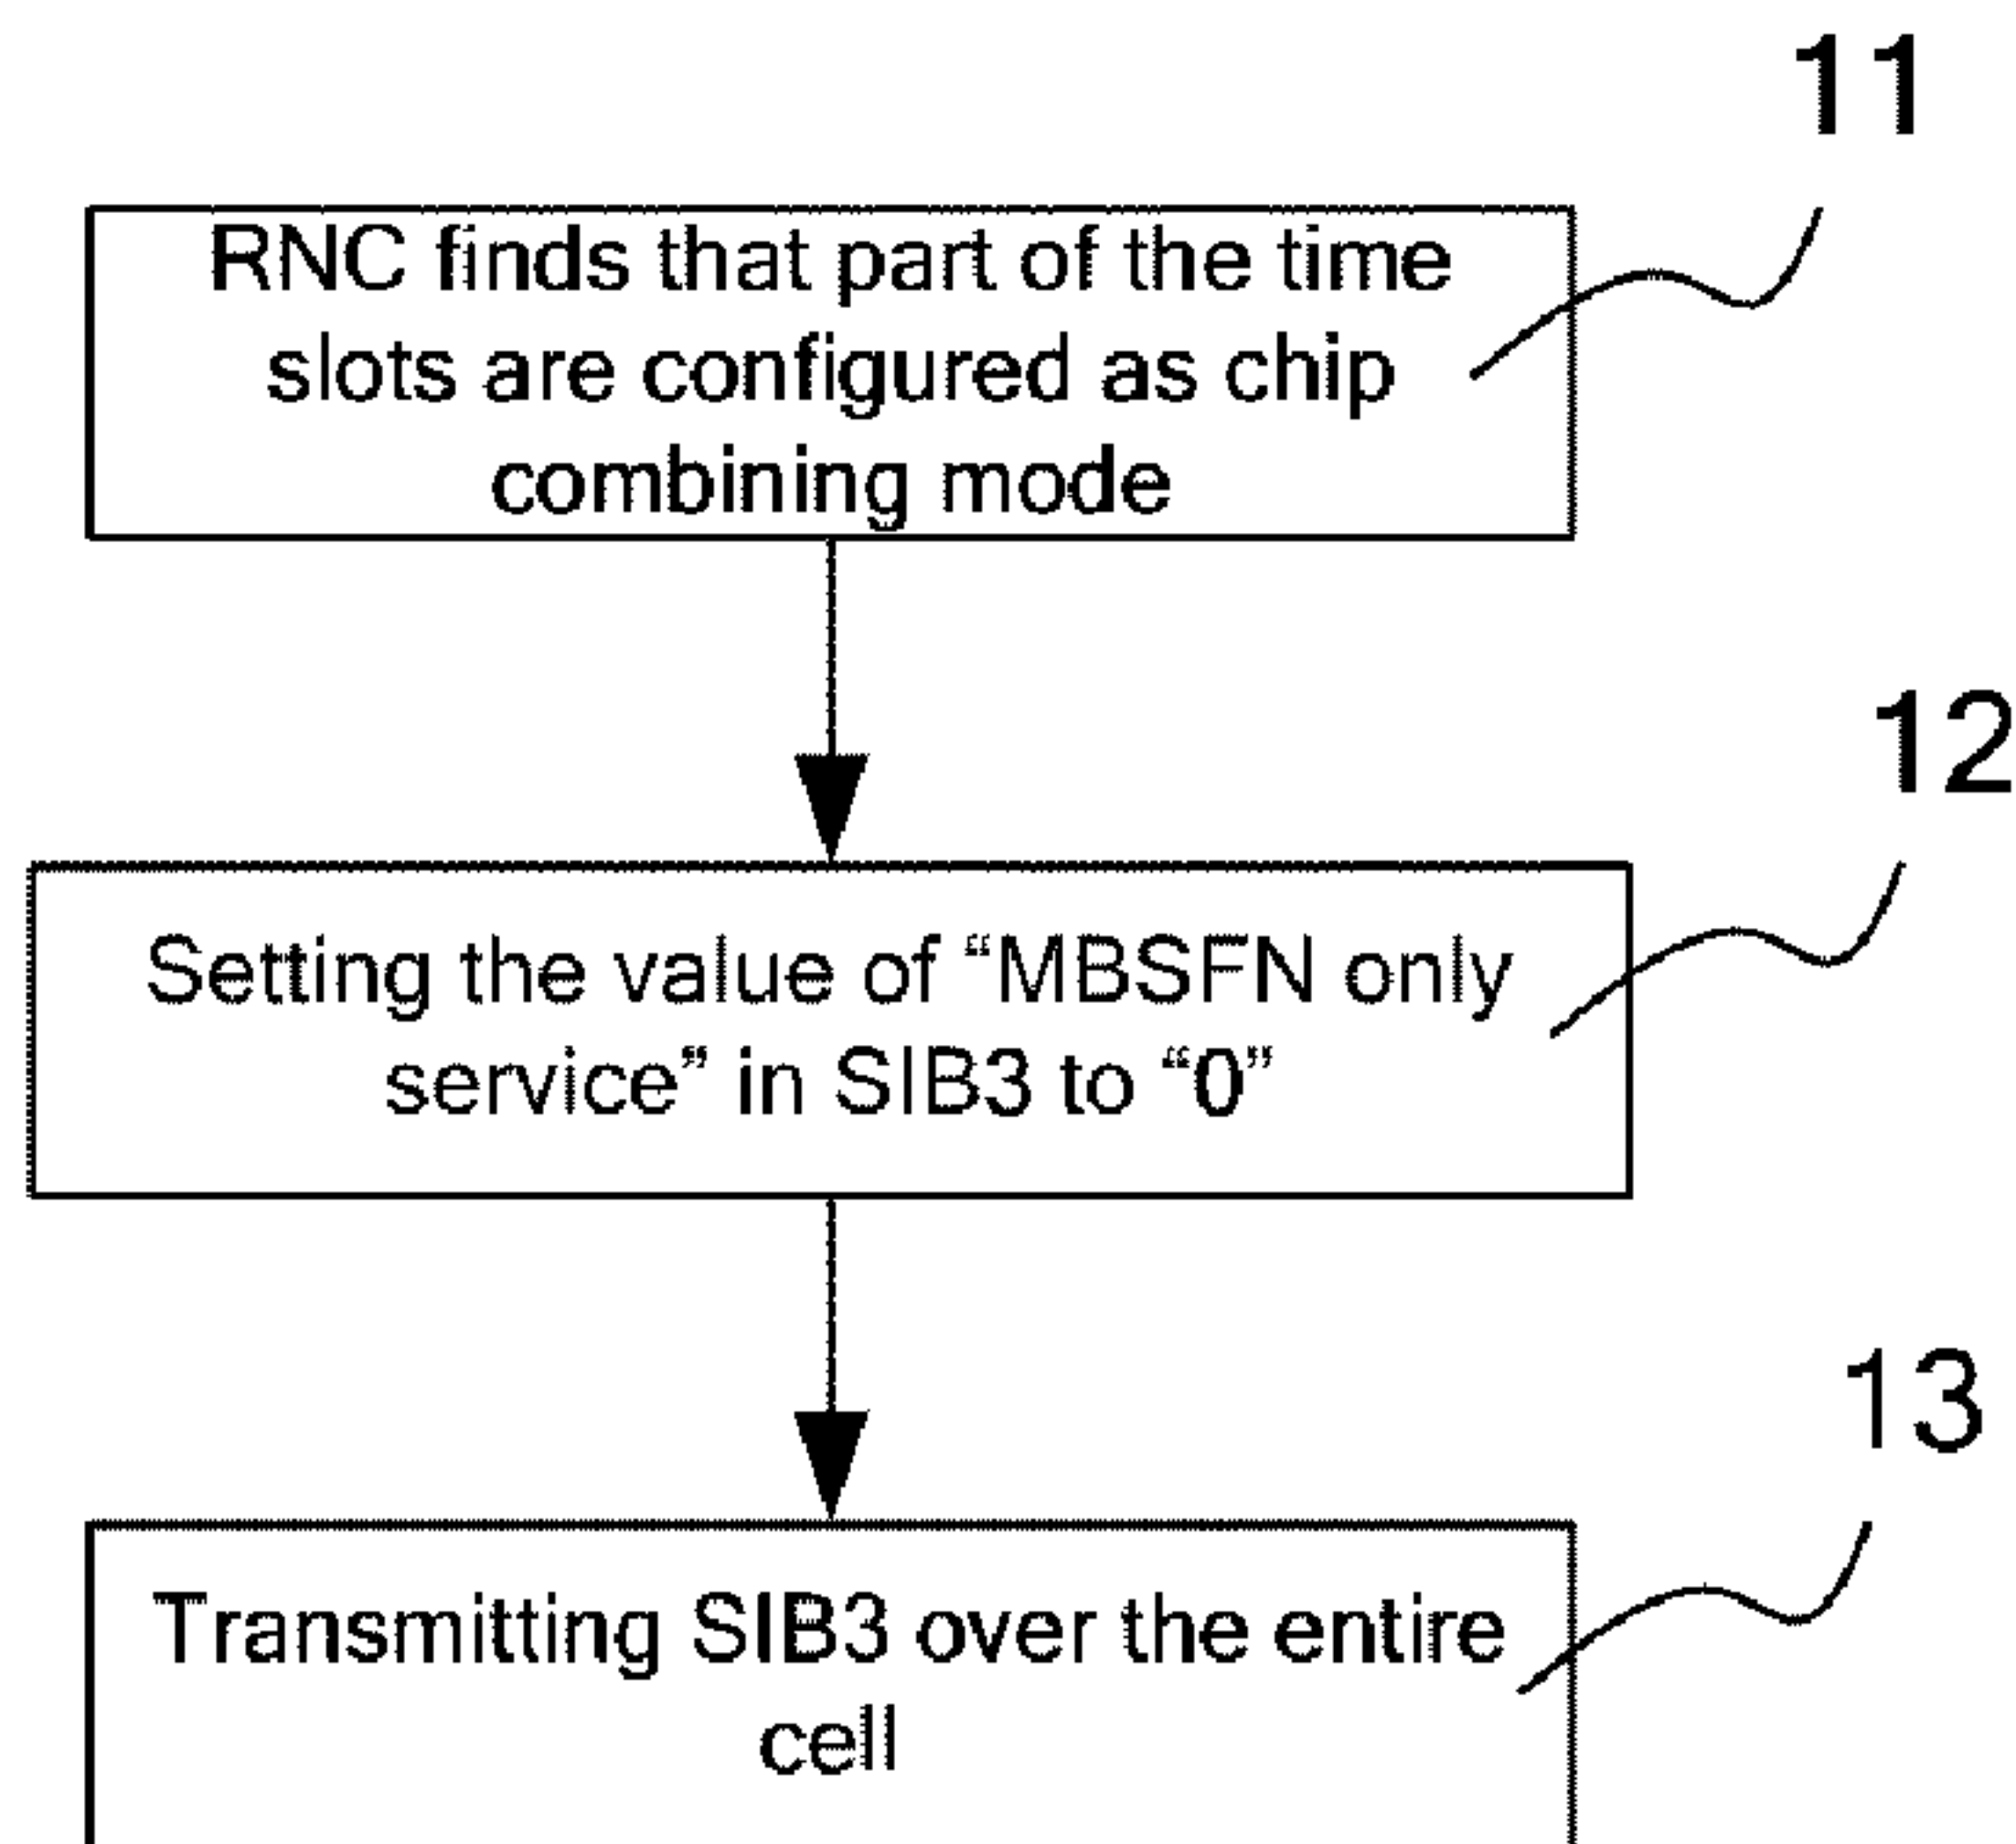 11
RNC finds that part of the time
slots are configured as chip
combining mode
12
Setting the value of “MBSFN only
service” in SIB3 to “0”
13
Transmitting SIB3 over the entire
cell